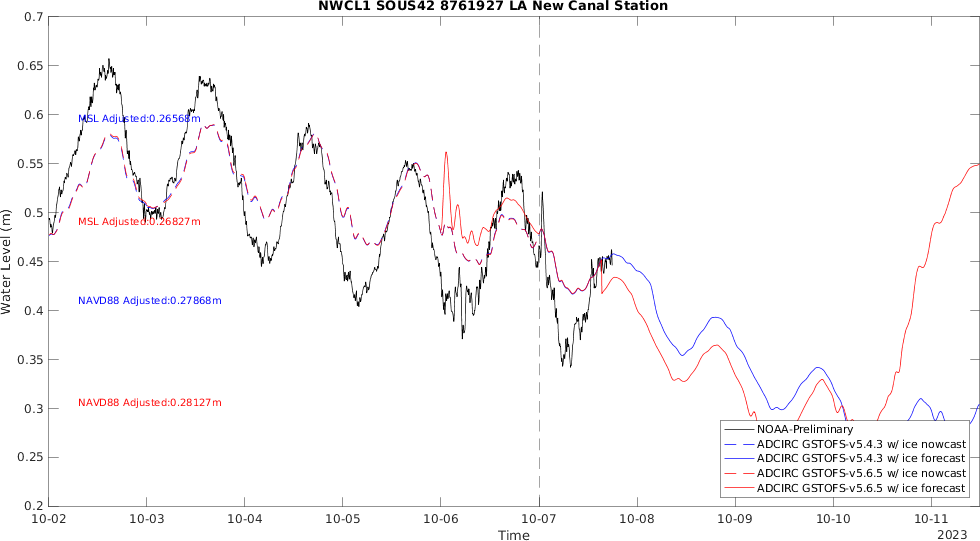 NWCL1 SOUS42 8761927 LA New Canal Station
Water Level (m)
0.7
0.65
0.6
0.55
0.5
0.45
0.4
0.35
0.3
0.25
0.2
MSL Adjusted:0.26568m
MSL Adjusted:0.26827m
NAVD88 Adjusted:0.27868m
NAVD88 Adjusted:0.28127m
NOAA-Preliminary
ADCIRC GSTOFS-v5.4.3 w/ ice nowcast
ADCIRC GSTOFS-v5.4.3 w/ ice forecast
ADCIRC GSTOFS-v5.6.5 w/ ice nowcast
ADCIRC GSTOFS-v5.6.5 w/ ice forecast
10-02 10-03 10-04 10-05 10-06 10-07 10-08 10-09 10-10 10-11
Time
2023